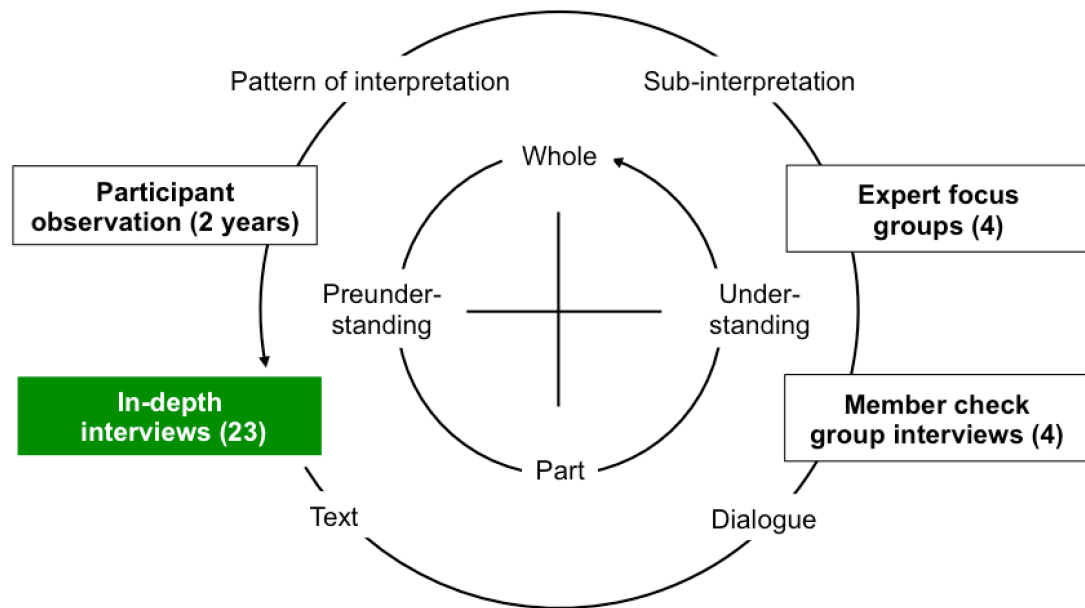 Pattern of interpretation
Sub-interpretation
Whole
Participant
observation (2 years)
Expert focus
groups (4)
Preunder-
standing
Under-
standing
In-depth
interviews (23)
Member check
group interviews (4)
Part
Text
Dialogue